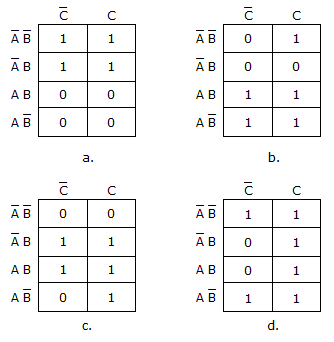 C̅ C
A̅ B̅ 1 1
A̅ B 1 1
A B 0 0
A B̅ 0 0
a.
C̅ C
A̅ B̅ 0 1
A̅ B 0 0
A B 1 1
A B̅ 1 1
b.
C̅ C
A̅ B̅ 0 0
A̅ B 1 1
A B 1 1
A B̅ 0 1
c.
C̅ C
A̅ B̅ 1 1
A̅ B 0 1
A B 0 1
A B̅ 1 1
d.